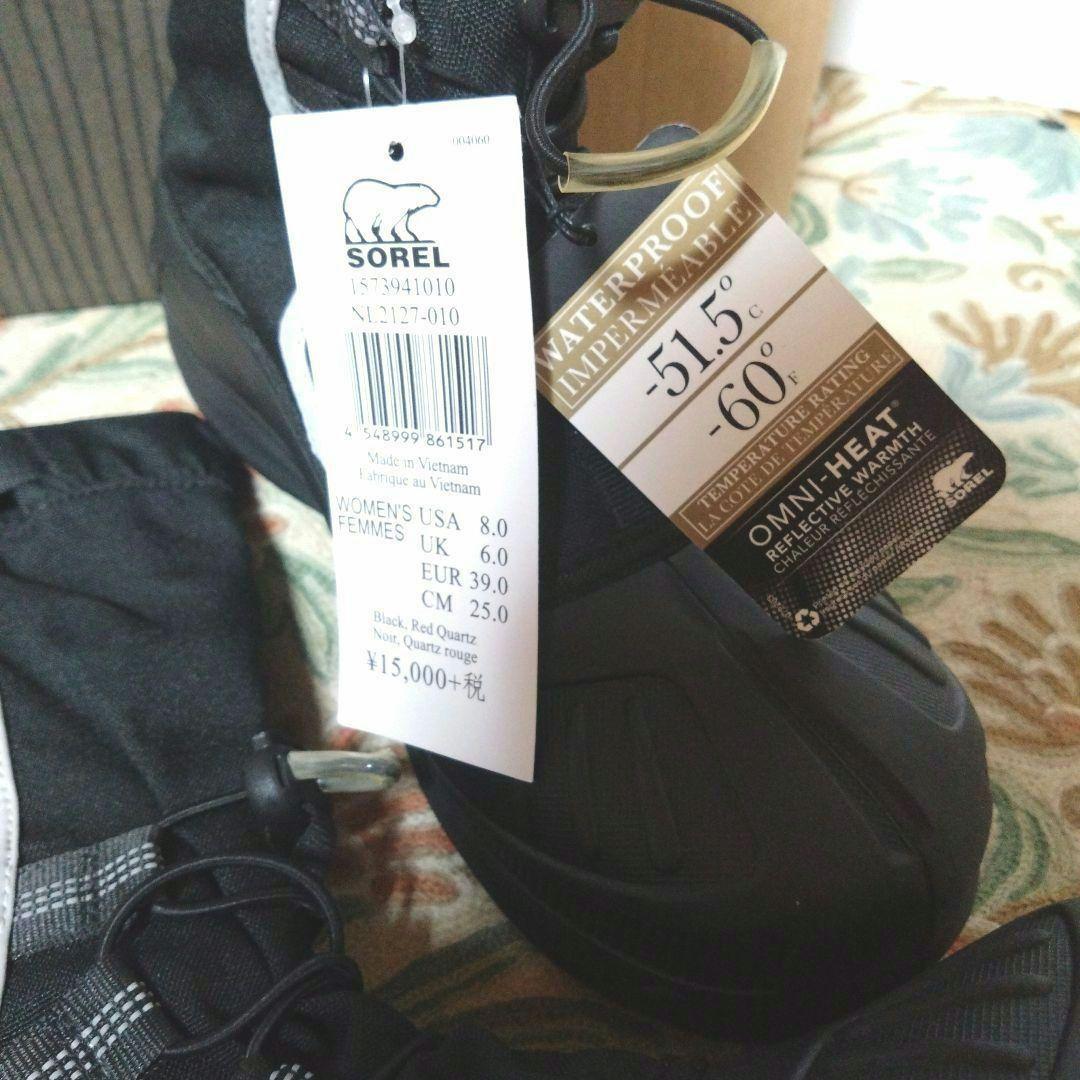 004060
SOREL
1573941010
NL2127-010
4 548999 861517
Made in Vietnam
Fabriqué au Vietnam
WOMEN'S
FEMMES
USA 8.0
UK 6.0
EUR 39.0
CM 25.0
Black, Red Quartz
Noir, Quartz rouge
¥15,000+税
WATERPROOF
IMPERMEABLE
-51.5°C
-60°F
TEMPERATURE RATING
LA COTE DE TEMPÉRATURE
OMNI-HEAT®
REFLECTIVE WARMTH
CHALEUR RÉFLÉCHISSANTE
SOREL